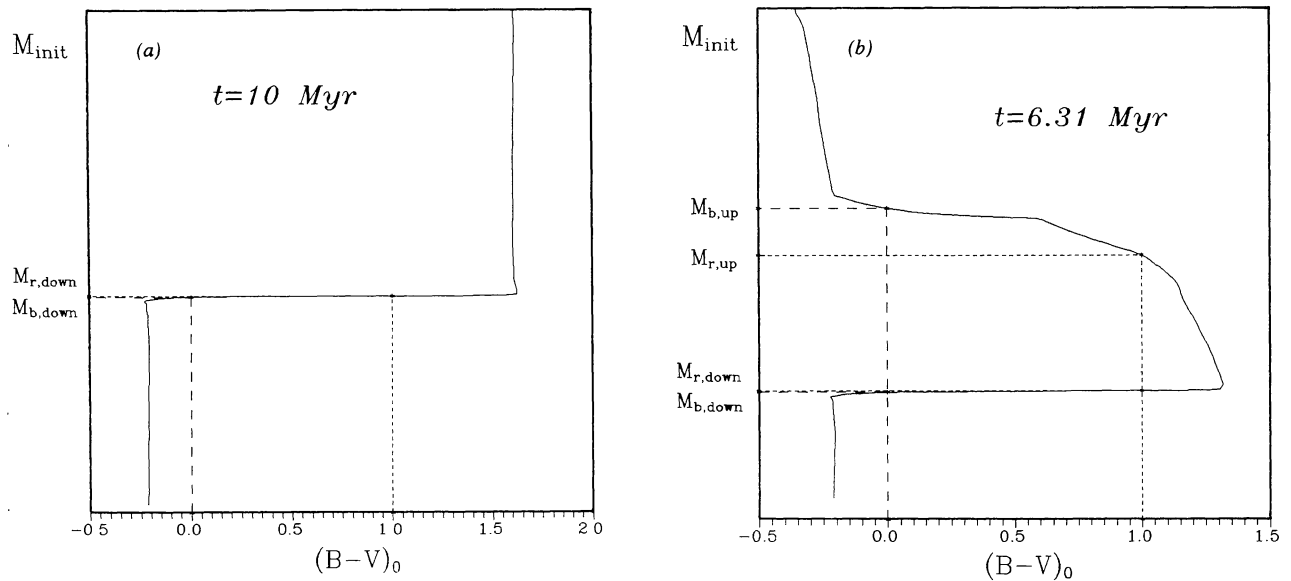 M_init
(a)
t=10 Myr
M_r,down
M_b,down
-0.5 0.0 0.5 1.0 1.5 2 0
(B-V)_0
M_init
(b)
t=6.31 Myr
M_b,up
M_r,up
M_r,down
M_b,down
-0.5 0.0 0.5 1.0 1.5
(B-V)_0